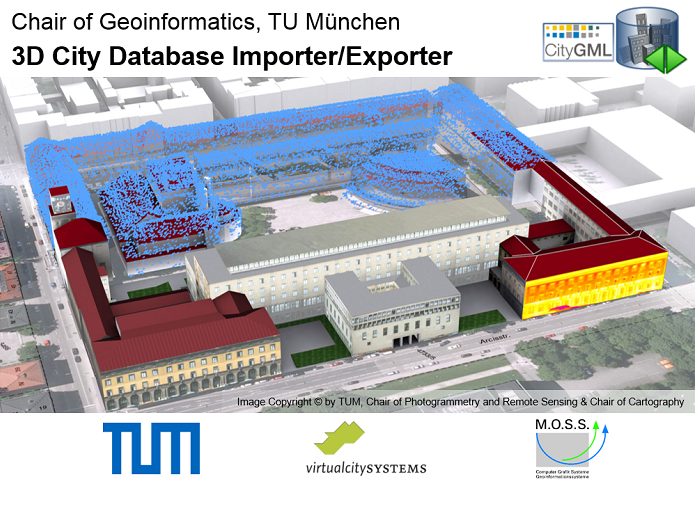 Chair of Geoinformatics, TU München
3D City Database Importer/Exporter
CityGML
Arcisstr.
Image Copyright © by TUM, Chair of Photogrammetry and Remote Sensing & Chair of Cartography
TUM
virtualcitySYSTEMS
M.O.S.S.
Computer Grafik Systeme
Geoinformationssysteme